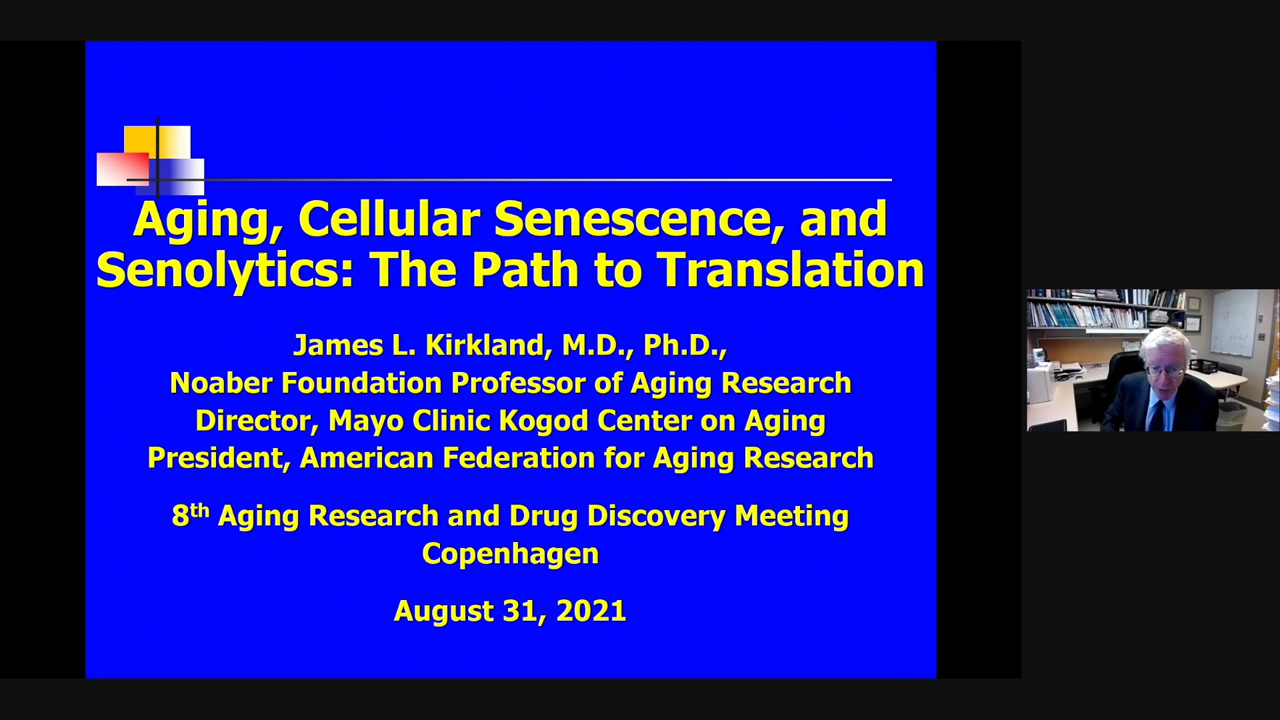 Aging, Cellular Senescence, and
Senolytics: The Path to Translation
James L. Kirkland, M.D., Ph.D.,
Noaber Foundation Professor of Aging Research
Director, Mayo Clinic Kogod Center on Aging
President, American Federation for Aging Research
8th Aging Research and Drug Discovery Meeting
Copenhagen
August 31, 2021